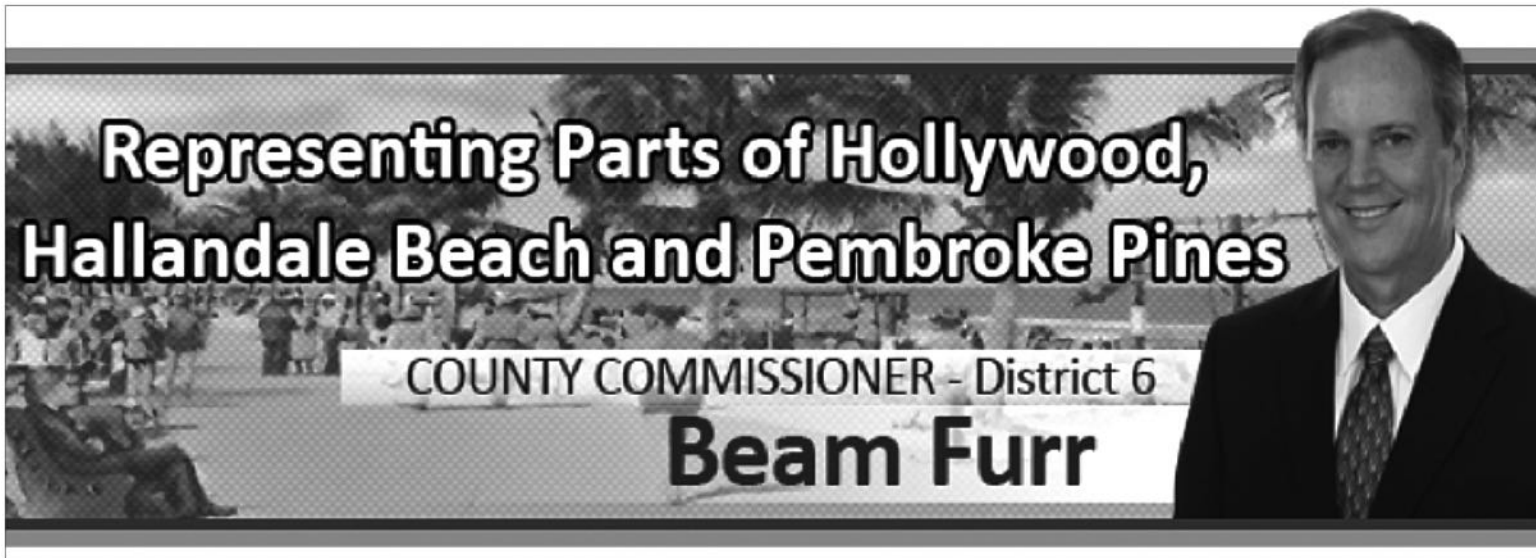 Representing Parts of Hollywood,
Hallandale Beach and Pembroke Pines
COUNTY COMMISSIONER - District 6
Beam Furr